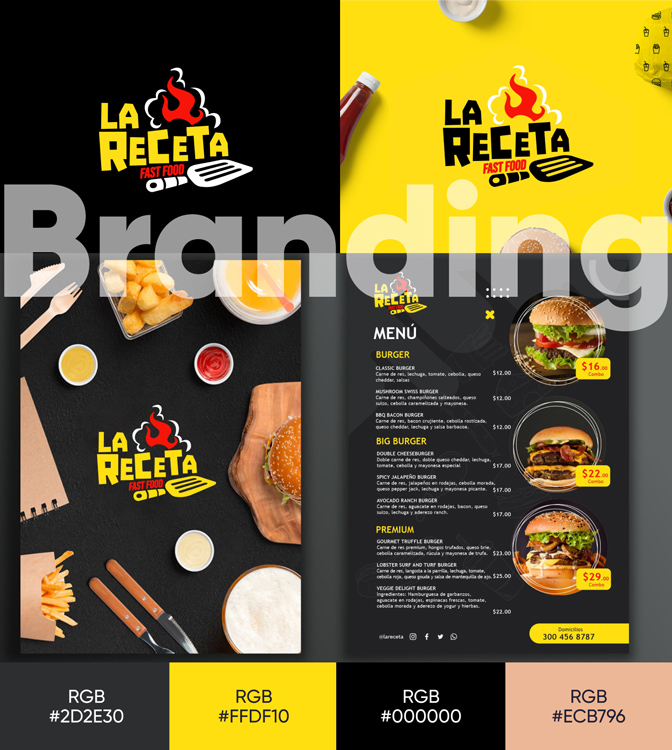 LA
RECETA
FAST FOOD
LA
RECETA
FAST FOOD
Branding
LA
RECETA
FAST FOOD
LA
RECETA
MENÚ
BURGER
CLASSIC BURGER
Carne de res, lechuga, tomate, cebolla, queso
cheddar, salsas
$12.00
MUSHROOM SWISS BURGER
Carne de res, champiñones salteados, queso
suizo, cebolla caramelizada y mayonesa.
$12.00
BBQ BACON BURGER
Carne de res, bacon crujiente, cebolla rostizada,
queso cheddar, lechuga y salsa barbacoa.
$12.00
$16.00
Combo
BIG BURGER
DOUBLE CHEESEBURGER
Doble carne de res, doble queso cheddar, lechuga,
tomate, cebolla y mayonesa especial
$17.00
SPICY JALAPEÑO BURGER
Carne de res, jalapeños en rodajas, cebolla morada,
queso pepper jack, lechuga y mayonesa picante.
$17.00
AVOCADO RANCH BURGER
Carne de res, aguacate en rodajas, bacon, queso
suizo, lechuga y aderezo ranch.
$17.00
$22.00
Combo
PREMIUM
GOURMET TRUFFLE BURGER
Carne de res premium, hongos trufados, queso brie,
cebolla caramelizada, rúcula y mayonesa de trufa.
$23.00
LOBSTER SURF AND TURF BURGER
Carne de res, langosta a la parrilla, lechuga, tomate,
cebolla roja, queso gouda y salsa de mantequilla de ajo.
$25.00
VEGGIE DELIGHT BURGER
Ingredientes: Hamburguesa de garbanzos,
aguacate en rodajas, espinacas frescas, tomate,
cebolla morada y aderezo de yogur y hierbas.
$22.00
$29.00
Combo
@lareceta
Domicilios
300 456 8787
RGB
#2D2E30
RGB
#FFDF10
RGB
#000000
RGB
#ECB796